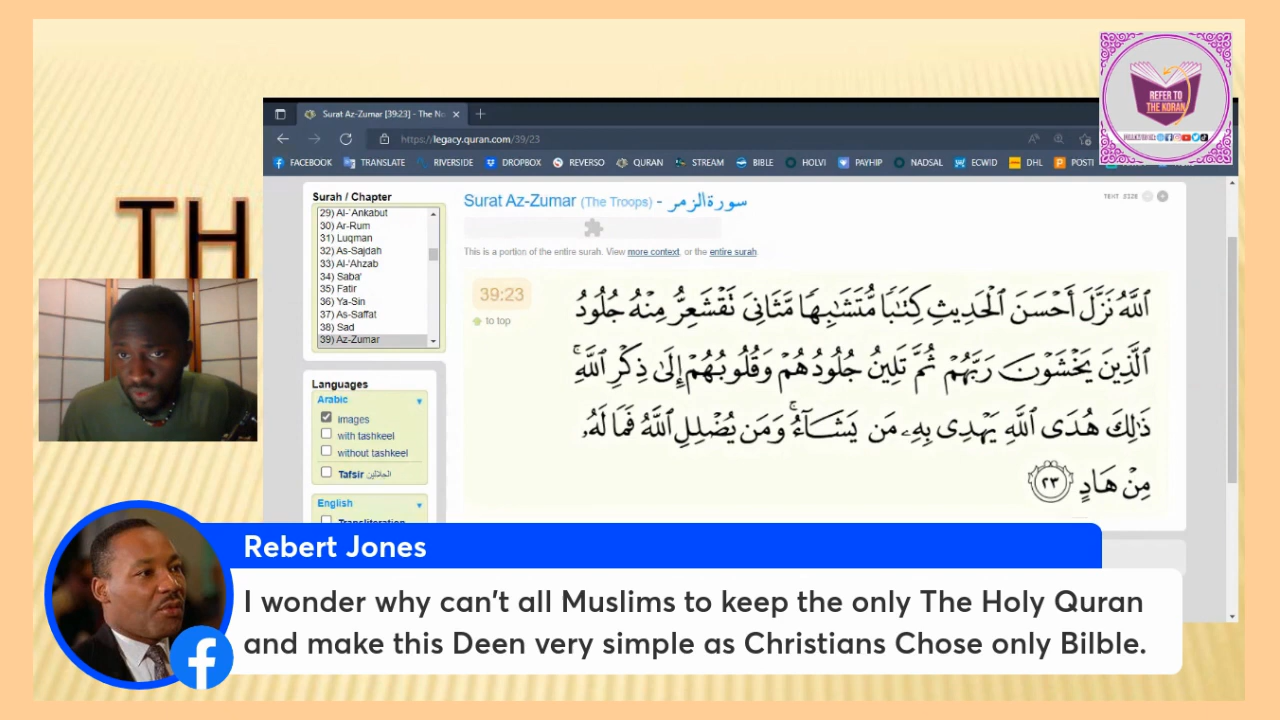 TH
REFER TO
THE KORAN
Surat Az-Zumar [39:23] - The No
https://legacy.quran.com/39/23
FACEBOOK TRANSLATE RIVERSIDE DROPBOX REVERSO QURAN STREAM BIBLE HOLVI PAYHIP NADSAL ECWID DHL POSTI
Surah / Chapter
29) Al-`Ankabut
30) Ar-Rum
31) Luqman
32) As-Sajdah
33) Al-'Ahzab
34) Saba'
35) Fatir
36) Ya-Sin
37) As-Saffat
38) Sad
39) Az-Zumar
Languages
Arabic
images
with tashkeel
without tashkeel
Tafsir الجلالين
English
Transliteration
Surat Az-Zumar (The Troops) - سورة الزمر
TEXT SIZE
This is a portion of the entire surah. View more context, or the entire surah.
39:23
to top
ٱللَّهُ نَزَّلَ أَحْسَنَ ٱلْحَدِيثِ كِتَٰبًا مُّتَشَٰبِهًا مَّثَانِىَ تَقْشَعِرُّ مِنْهُ جُلُودُ
ٱلَّذِينَ يَخْشَوْنَ رَبَّهُمْ ثُمَّ تَلِينُ جُلُودُهُمْ وَقُلُوبُهُمْ إِلَىٰ ذِكْرِ ٱللَّهِ ۚ
ذَٰلِكَ هُدَى ٱللَّهِ يَهْدِى بِهِۦ مَن يَشَآءُ ۚ وَمَن يُضْلِلِ ٱللَّهُ فَمَا لَهُۥ
مِنْ هَادٍ ٢٣
Rebert Jones
I wonder why can't all Muslims to keep the only The Holy Quran
and make this Deen very simple as Christians Chose only Bilble.